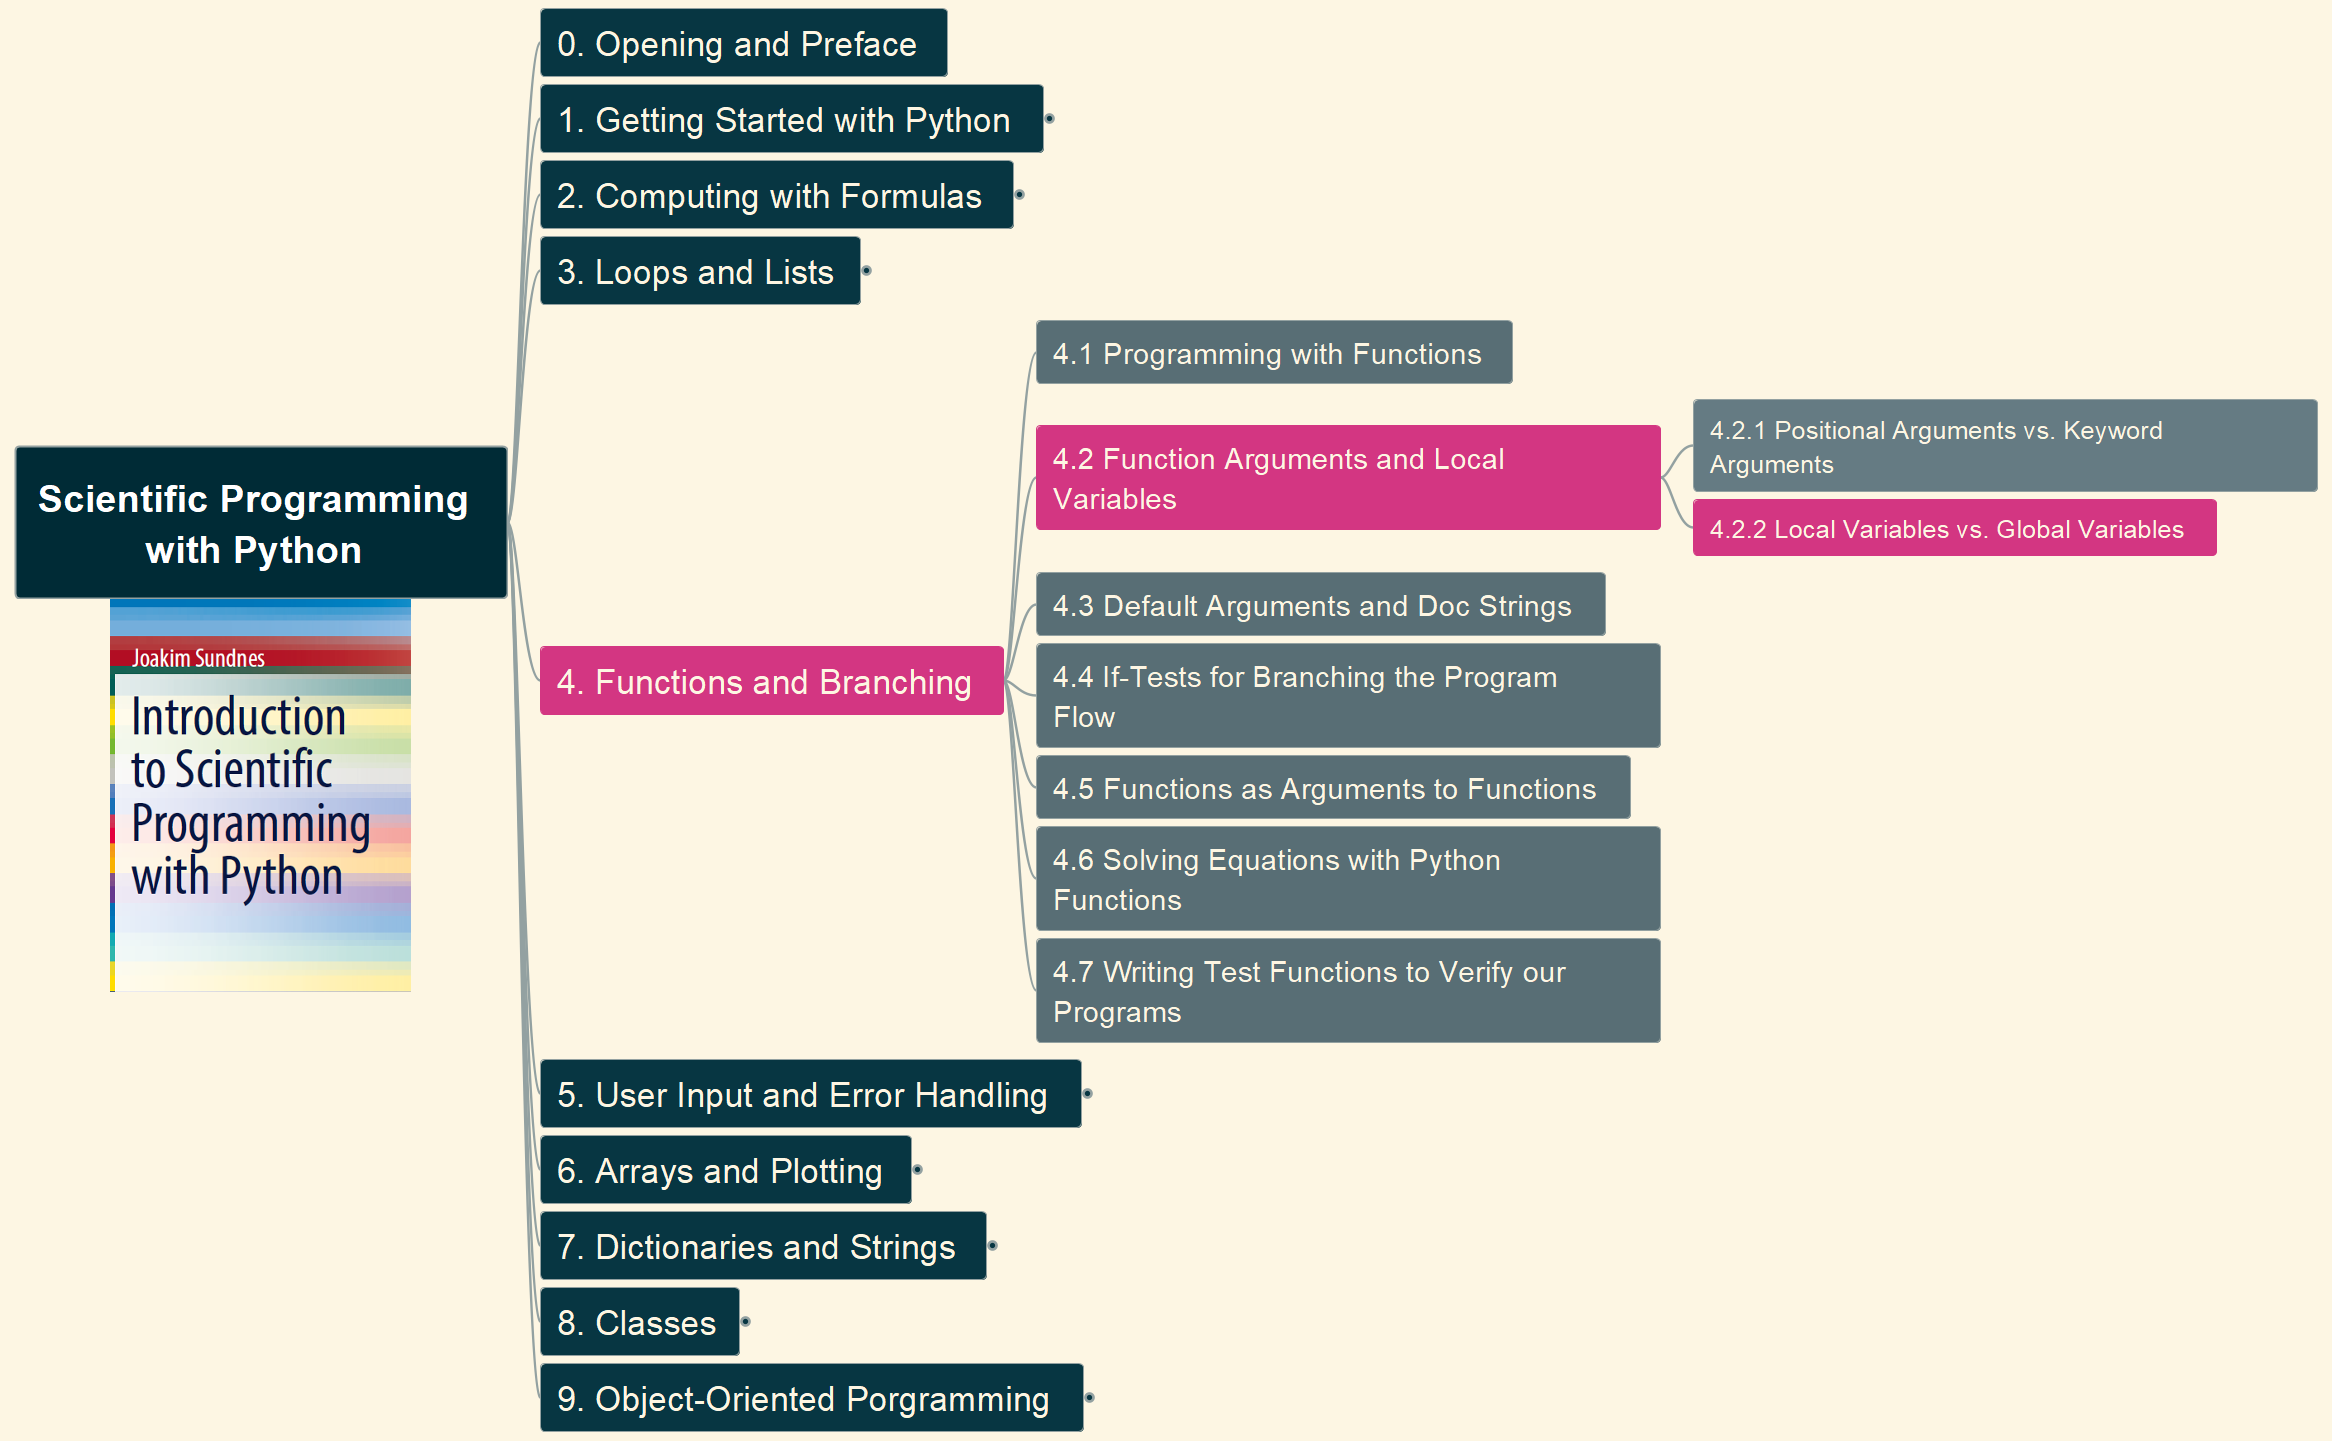 0. Opening and Preface
1. Getting Started with Python
2. Computing with Formulas
3. Loops and Lists
Scientific Programming
with Python
Joakim Sundnes
Introduction
to Scientific
Programming
with Python
4. Functions and Branching
4.1 Programming with Functions
4.2 Function Arguments and Local
Variables
4.2.1 Positional Arguments vs. Keyword
Arguments
4.2.2 Local Variables vs. Global Variables
4.3 Default Arguments and Doc Strings
4.4 If-Tests for Branching the Program
Flow
4.5 Functions as Arguments to Functions
4.6 Solving Equations with Python
Functions
4.7 Writing Test Functions to Verify our
Programs
5. User Input and Error Handling
6. Arrays and Plotting
7. Dictionaries and Strings
8. Classes
9. Object-Oriented Porgramming